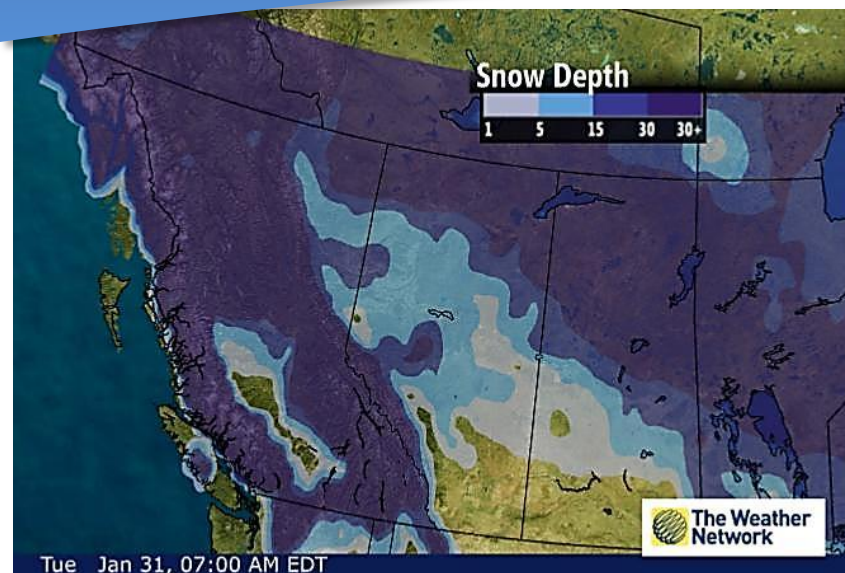 Snow Depth
1 5 15 30 30+
The Weather
Network
Tue Jan 31, 07:00 AM EDT